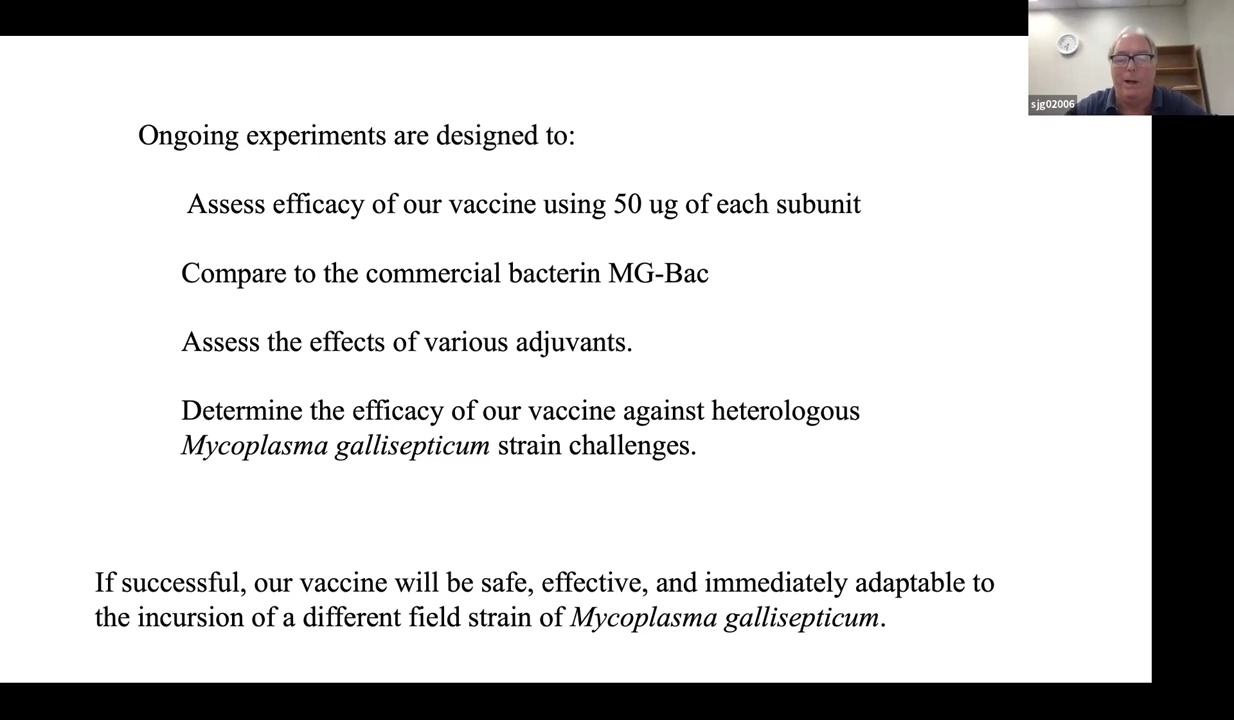 sjg02006
Ongoing experiments are designed to:
Assess efficacy of our vaccine using 50 ug of each subunit
Compare to the commercial bacterin MG-Bac
Assess the effects of various adjuvants.
Determine the efficacy of our vaccine against heterologous
Mycoplasma gallisepticum strain challenges.
If successful, our vaccine will be safe, effective, and immediately adaptable to
the incursion of a different field strain of Mycoplasma gallisepticum.